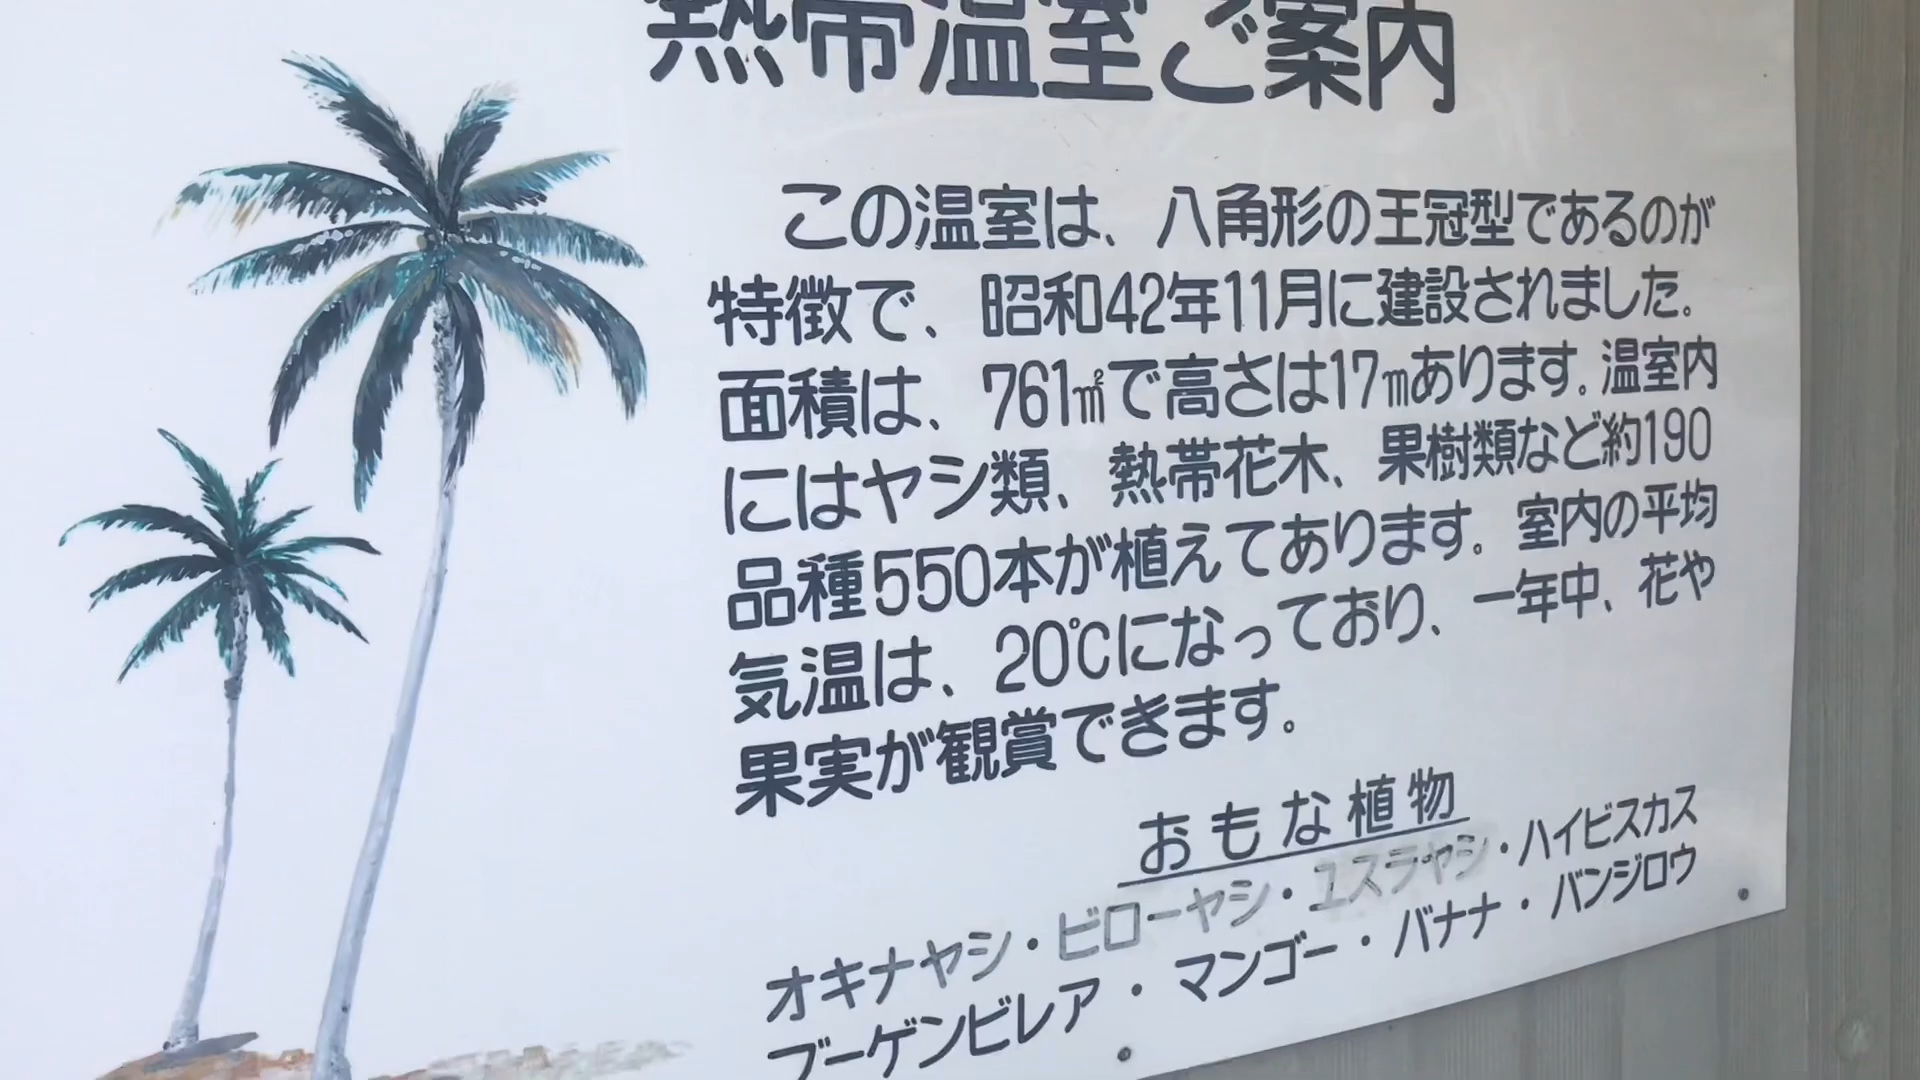 熱帯温室ご案内
この温室は、八角形の王冠型であるのが
特徴で、昭和42年11月に建設されました。
面積は、761㎡で高さは17mあります。温室内
にはヤシ類、熱帯花木、果樹類など約190
品種550本が植えてあります。室内の平均
気温は、20℃になっており、一年中、花や
果実が観賞できます。
おもな植物
オキナヤシ・ビローヤシ・ユスラヤシ・ハイビスカス
ブーゲンビレア・マンゴー・バナナ・バンジロウ